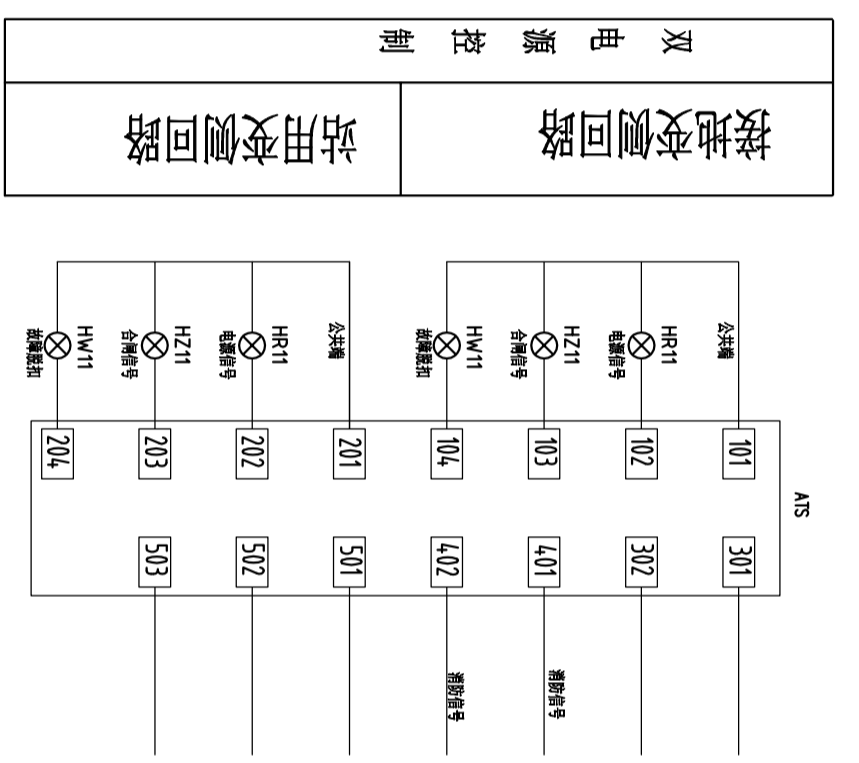 双电源控制
接地变侧回路
站用变侧回路
ATS
公共端
101
301
HR11
电源信号
102
302
HZ11
合闸信号
103
401
消防信号
HW11
故障脱扣
104
402
消防信号
公共端
201
501
HR11
电源信号
202
502
HZ11
合闸信号
203
503
HW11
故障脱扣
204